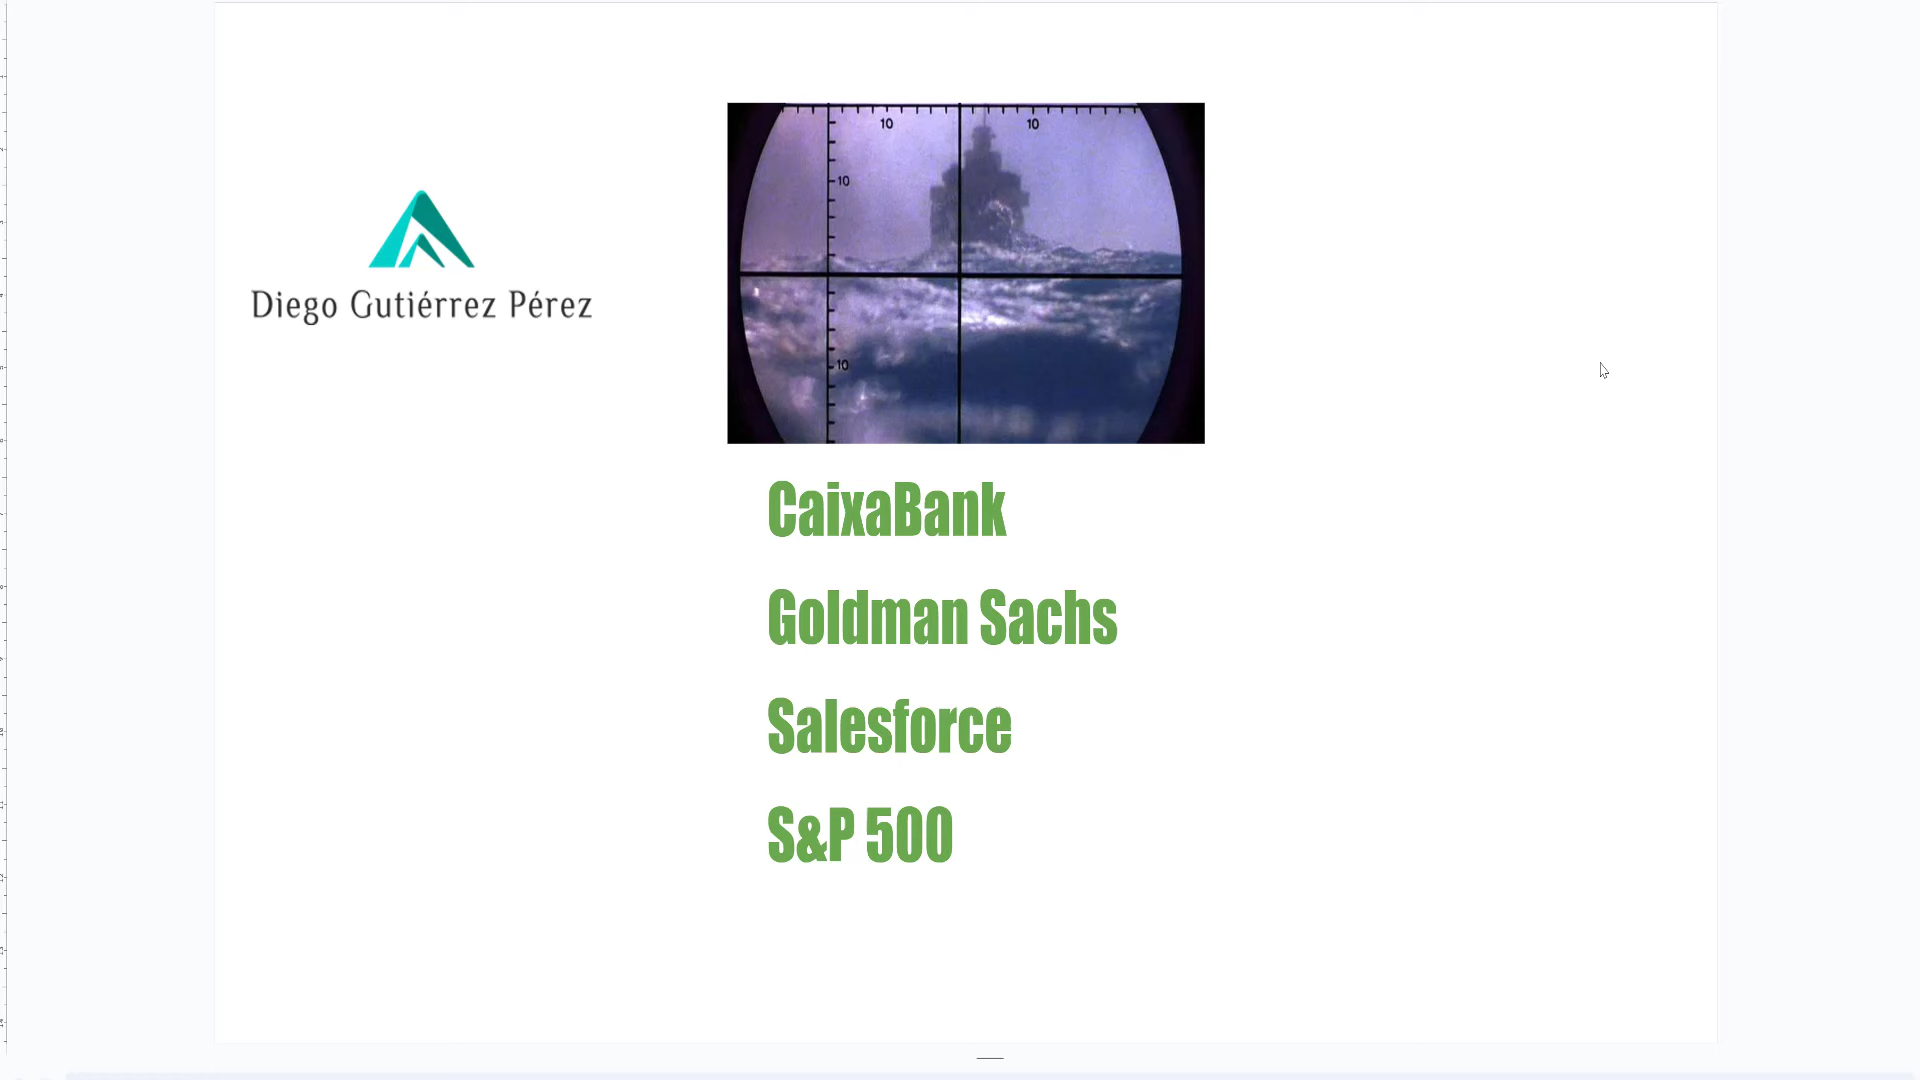 10 10
10
Diego Gutiérrez Pérez
10
CaixaBank
Goldman Sachs
Salesforce
S&P 500